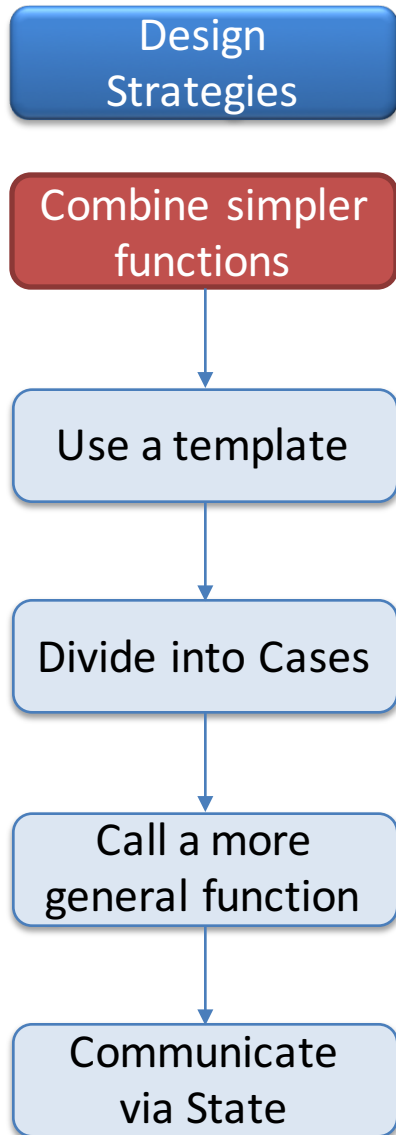 Design
Strategies
Combine simpler
functions
Use a template
Divide into Cases
Call a more
general function
Communicate
via State